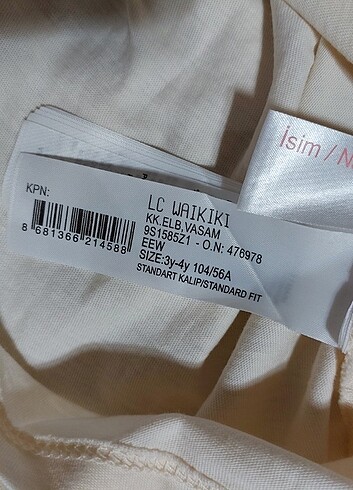 İsim / N
KPN:
8 681366 214588
LC WAIKIKI
KK.ELB.VASAM
9S1585Z1 - O.N: 476978
EEW
SIZE:3y-4y 104/56A
STANDART KALIP/STANDARD FIT